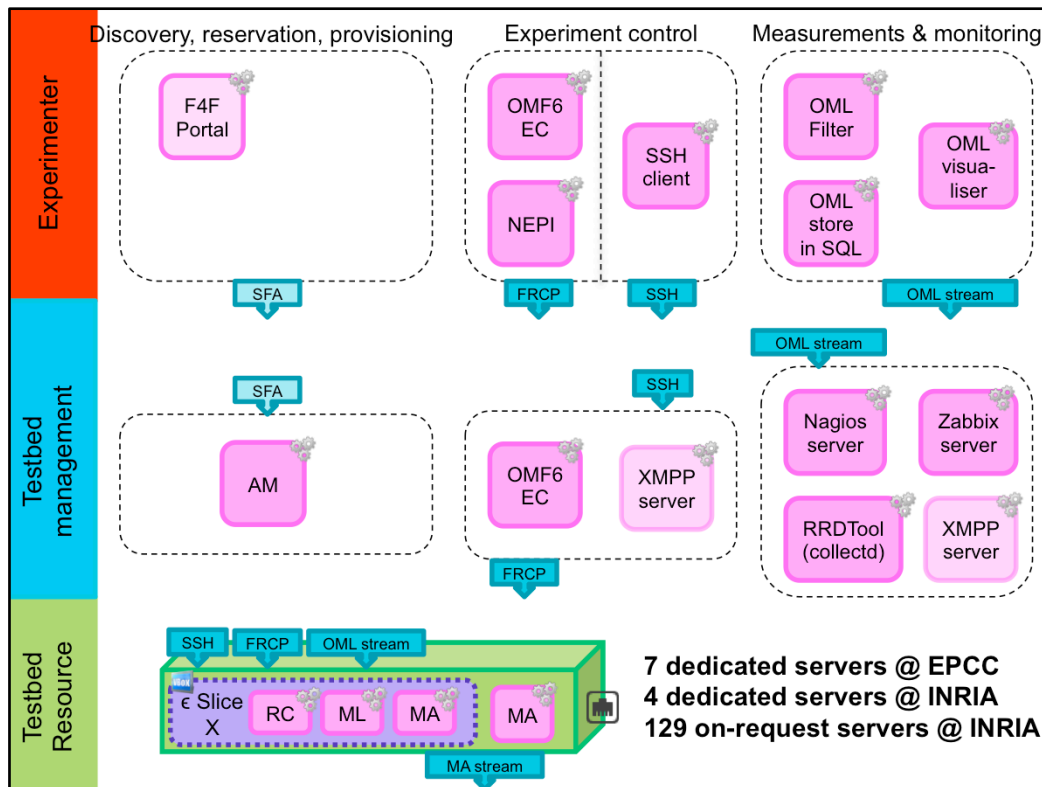 Discovery, reservation, provisioning
Experiment control
Measurements & monitoring
Experimenter
F4F
Portal
OMF6
EC
NEPI
SSH
client
OML
Filter
OML
store
in SQL
OML
visua-
liser
SFA
FRCP
SSH
OML stream
Testbed
management
SFA
SSH
OML stream
AM
OMF6
EC
XMPP
server
Nagios
server
Zabbix
server
RRDTool
(collectd)
XMPP
server
FRCP
Testbed
Resource
SSH
FRCP
OML stream
vBox
ϵ Slice
X
RC
ML
MA
MA
MA stream
7 dedicated servers @ EPCC
4 dedicated servers @ INRIA
129 on-request servers @ INRIA